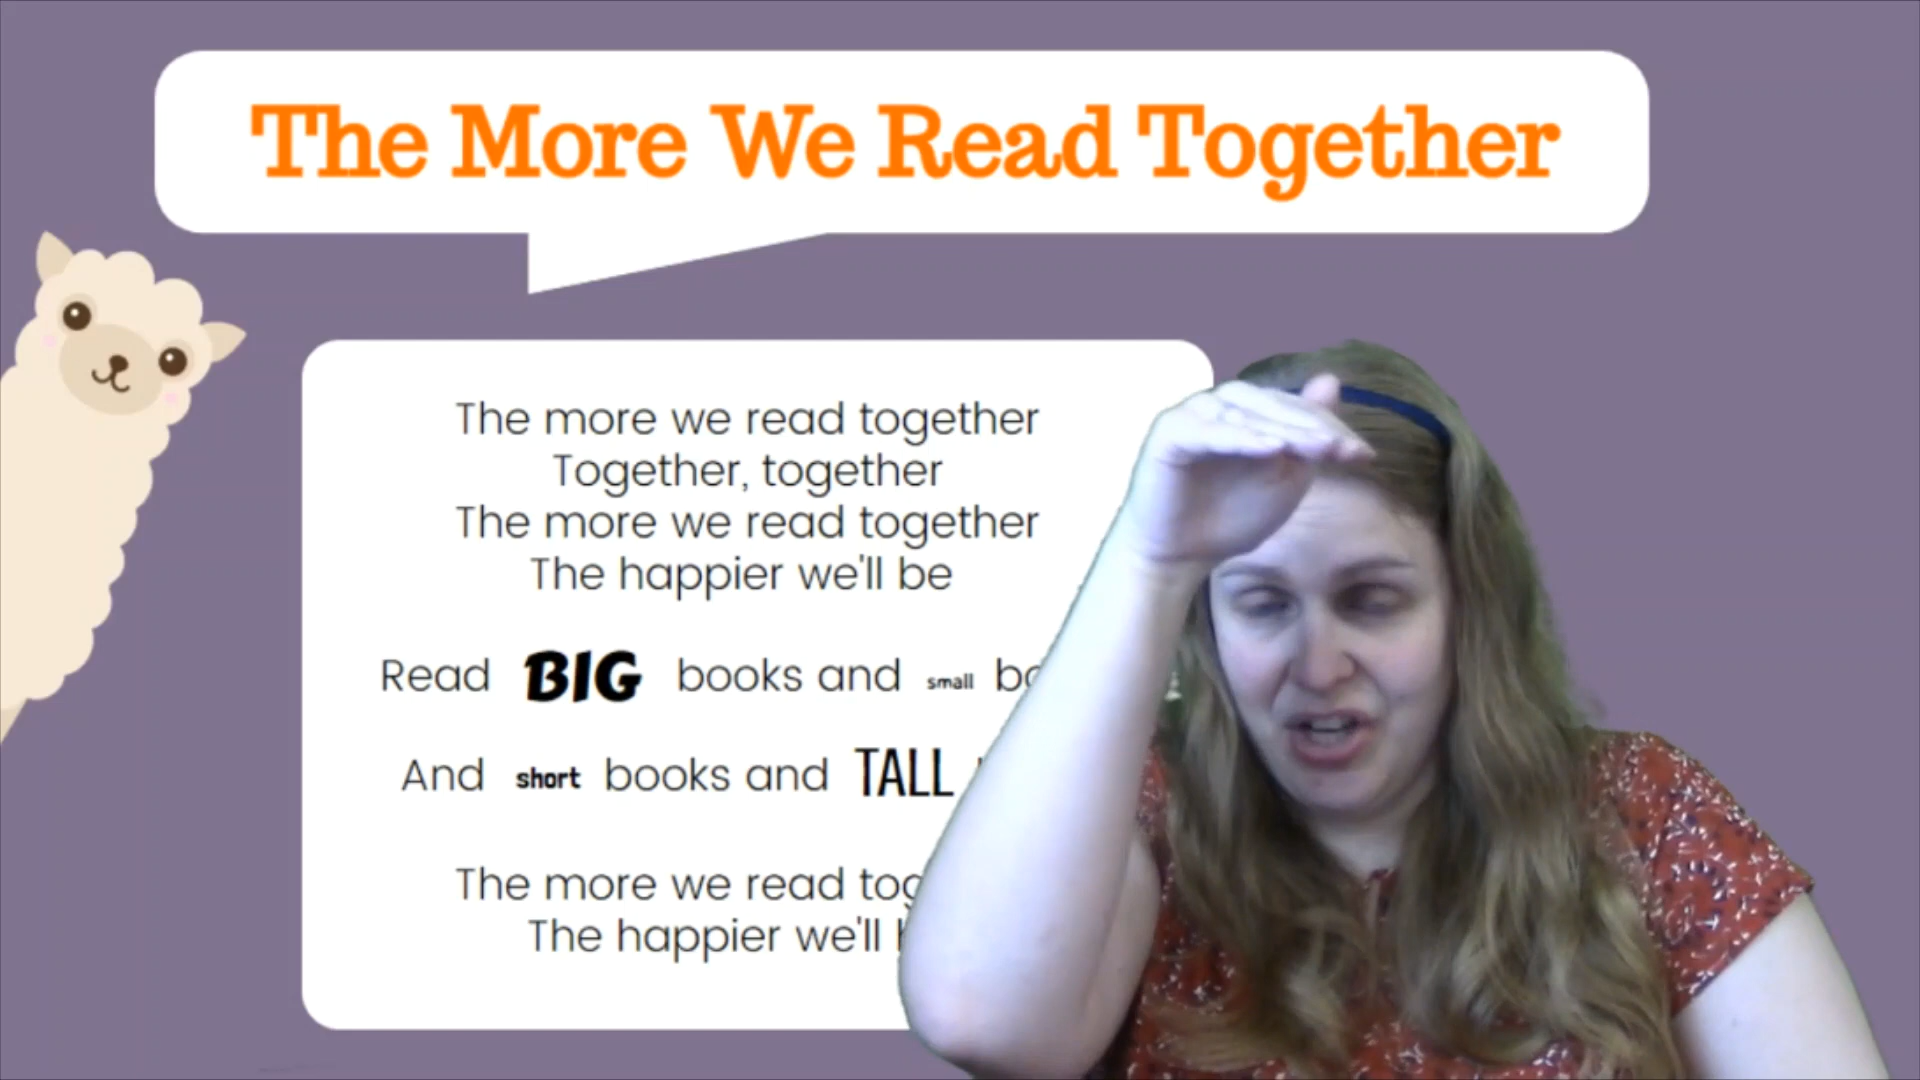 The More We Read Together
The more we read together
Together, together
The more we read together
The happier we'll be
Read BIG books and small
And short books and TALL
The more we read
The happier we'll